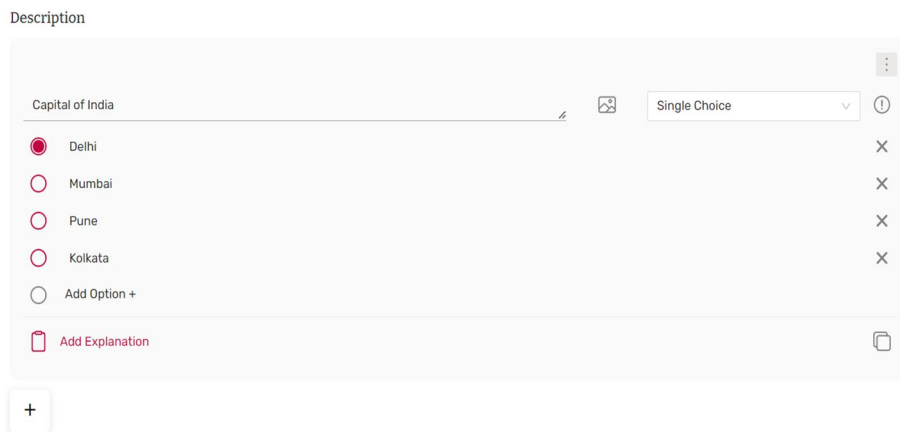 Description
Capital of India
Single Choice
Delhi
Mumbai
Pune
Kolkata
Add Option +
Add Explanation
+